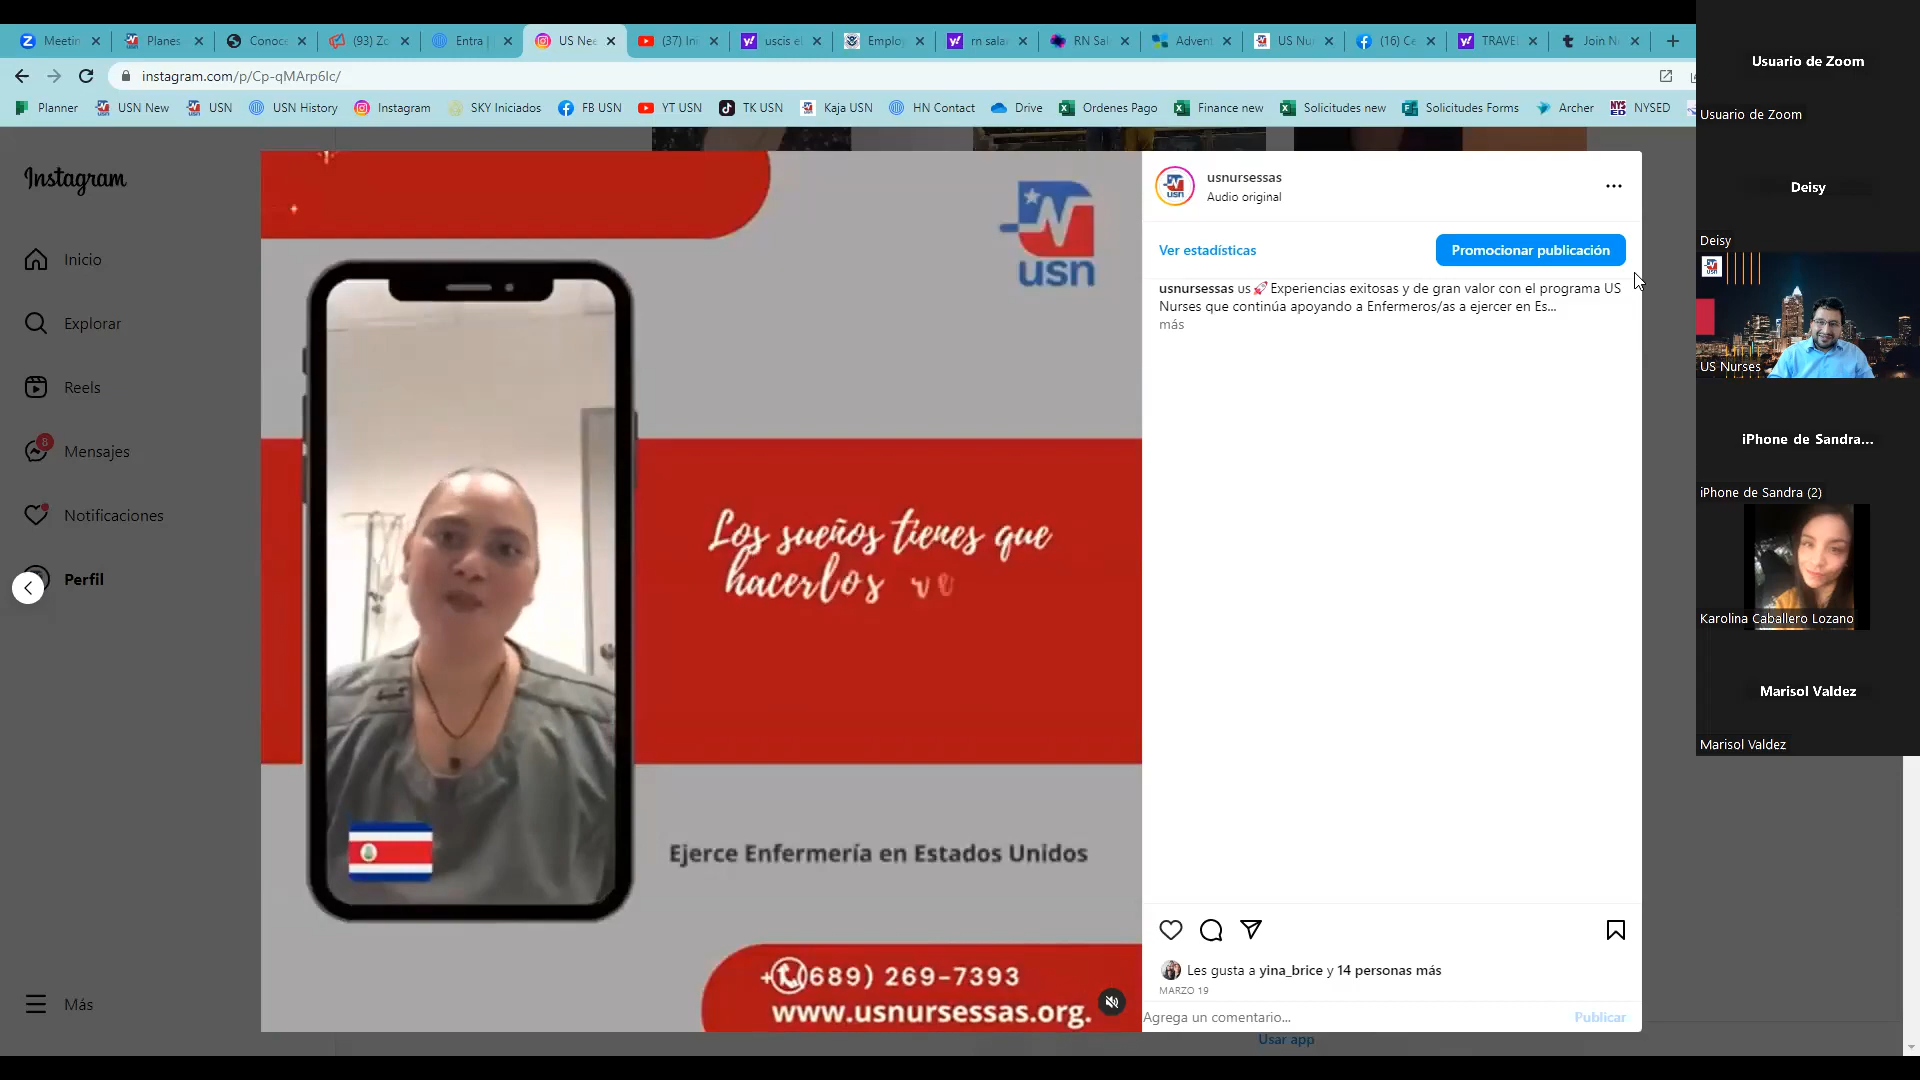 Meetin
Planes
Conoce
(93) Zo
Entra |
US Nee
(37) Ini
uscis el
Emplo
rn sala
RN Sal
Advent
US Nur
(16) Ce
TRAVE
Join N
instagram.com/p/Cp-qMArp6Ic/
Planner
USN New
USN
USN History
Instagram
SKY Iniciados
FB USN
YT USN
TK USN
Kaja USN
HN Contact
Drive
Ordenes Pago
Finance new
Solicitudes new
Solicitudes Forms
Archer
NYSED
Instagram
Inicio
Explorar
Reels
8
Mensajes
Notificaciones
Perfil
Más
usn
Los sueños tienes que
hacerlos ve
Ejerce Enfermería en Estados Unidos
+1(689) 269-7393
www.usnursessas.org.
usnursessas
Audio original
Ver estadísticas
Promocionar publicación
usnursessas us🚀Experiencias exitosas y de gran valor con el programa US
Nurses que continúa apoyando a Enfermeros/as a ejercer en Es...
más
Les gusta a yina_brice y 14 personas más
MARZO 19
Agrega un comentario...
Publicar
Usar app
Usuario de Zoom
Usuario de Zoom
Deisy
Deisy
usn
US Nurses
iPhone de Sandra...
iPhone de Sandra (2)
Karolina Caballero Lozano
Marisol Valdez
Marisol Valdez